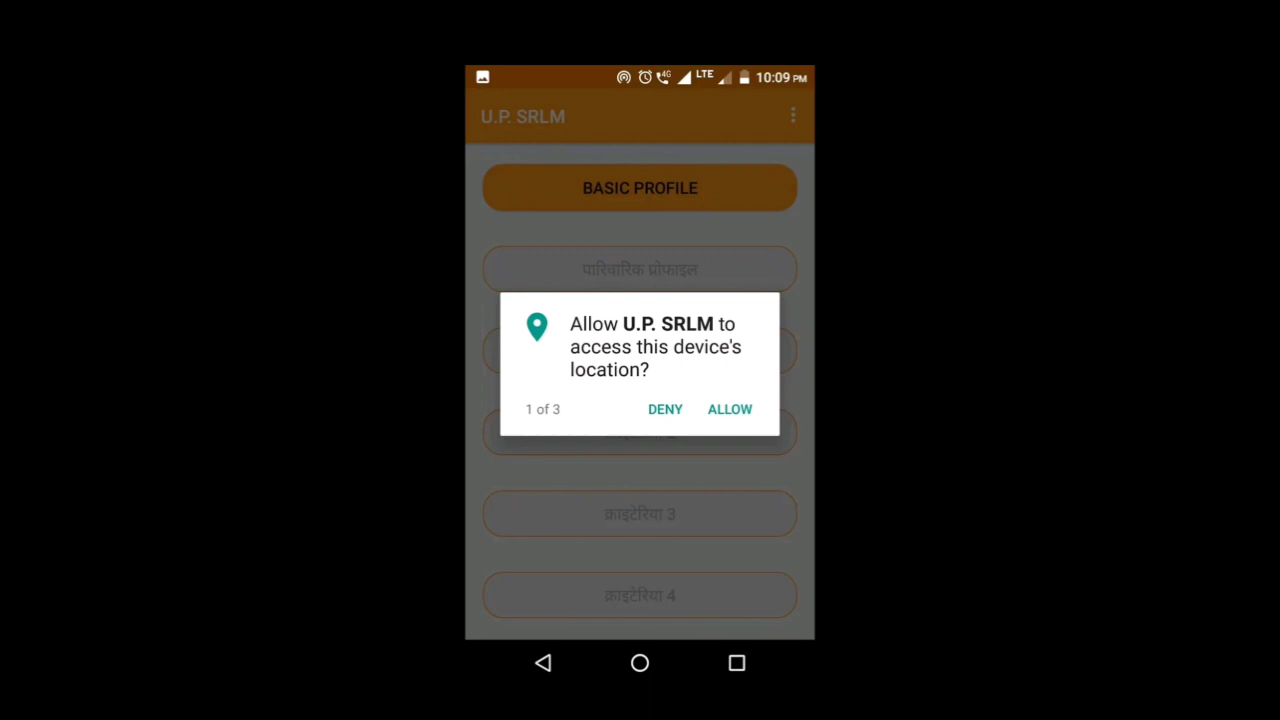 4G LTE 10:09 PM
U.P. SRLM
BASIC PROFILE
पारिवारिक प्रोफाइल
Allow U.P. SRLM to
access this device's
location?
1 of 3 DENY ALLOW
क्राइटेरिया 3
क्राइटेरिया 4